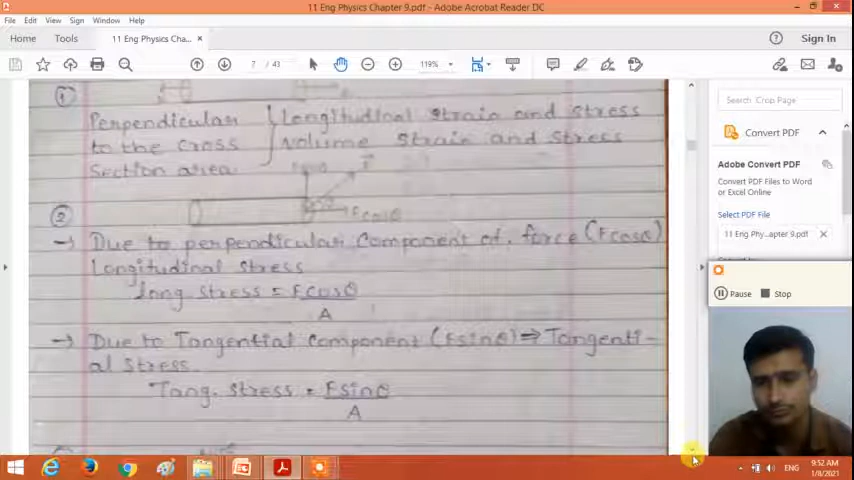 11 Eng Physics Chapter 9.pdf - Adobe Acrobat Reader DC
File Edit View Sign Window Help
Home Tools 11 Eng Physics Cha... × Sign In
7 / 43 119%
①
Perpendicular Longitudinal strain and stress
to the cross volume strain and stress
section area
② Fcosθ
→ Due to perpendicular component of. force (Fcosθ)
longitudinal stress
long stress = Fcosθ
A
→ Due to Tangential component (Fsinθ) ⇒ Tangenti-
al stress.
Tang. stress = Fsinθ
A
Search 'Crop Page'
Convert PDF
Adobe Convert PDF
Convert PDF Files to Word
or Excel Online
Select PDF File
11 Eng Phy...apter 9.pdf ×
Pause Stop
ENG
9:52 AM
1/8/2021